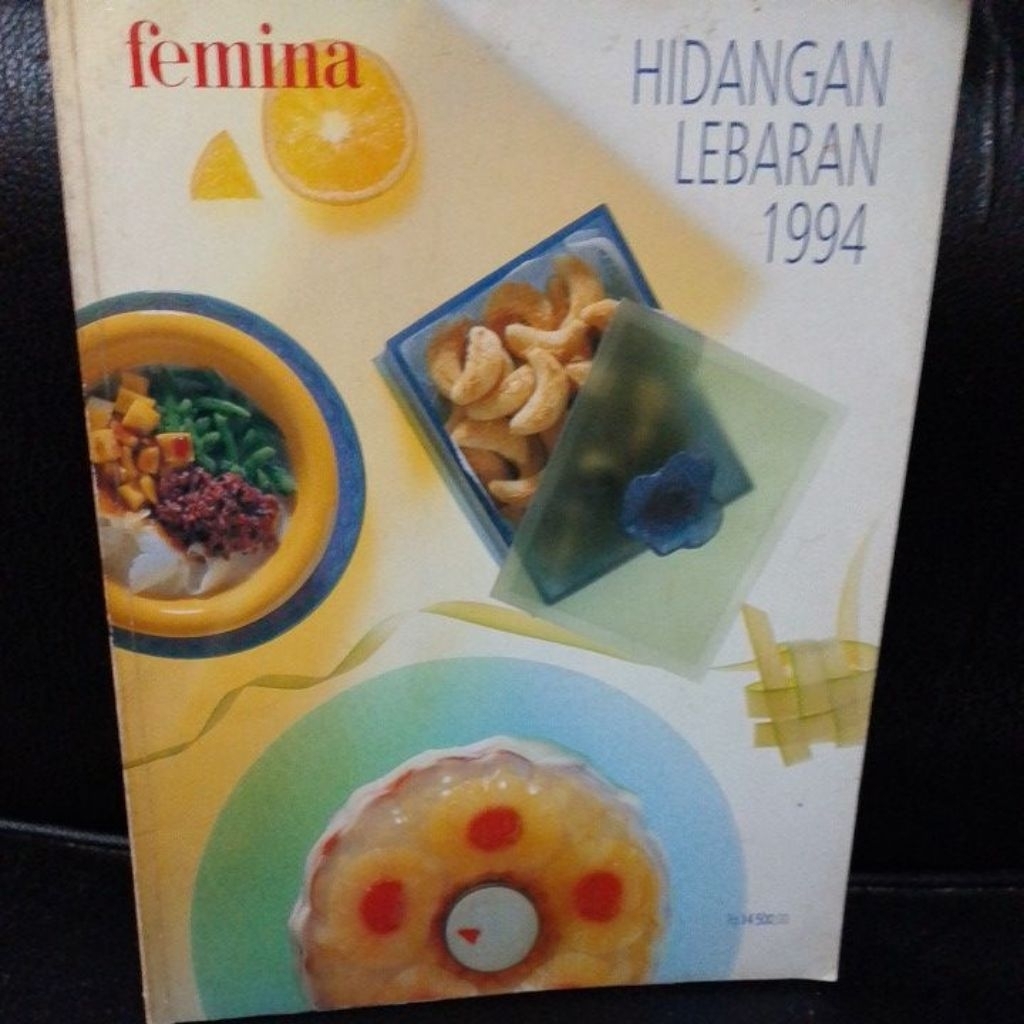 femina
HIDANGAN
LEBARAN
1994